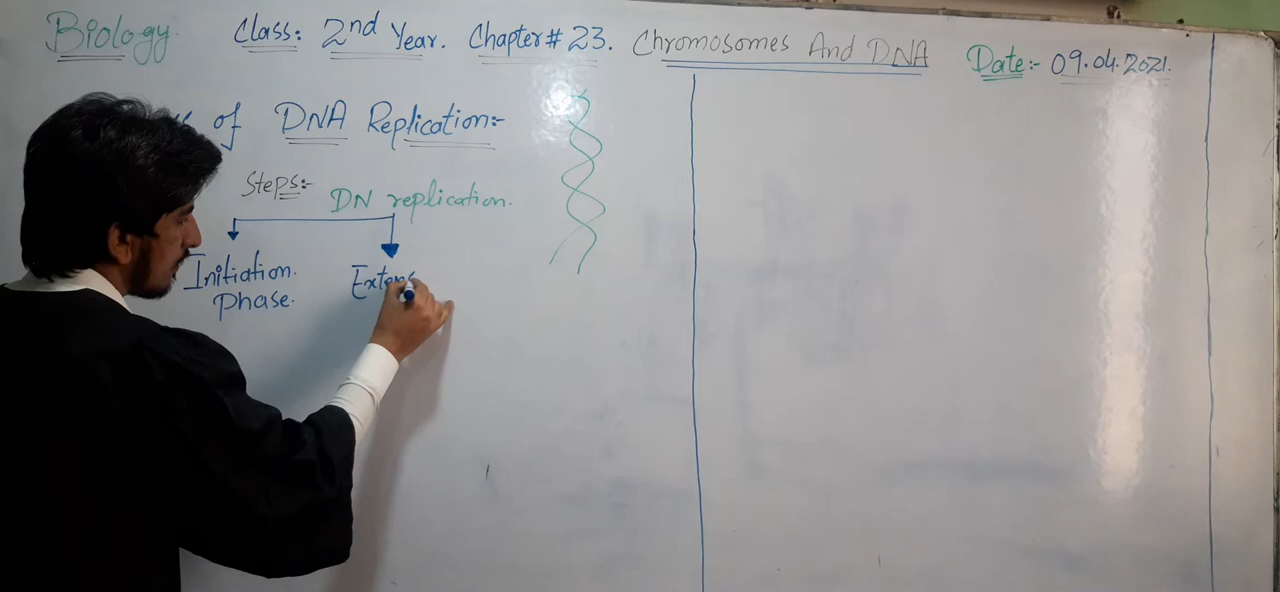 Biology. Class: 2nd Year. Chapter # 23. Chromosomes And DNA Date:- 09.04.2021.
of DNA Replication:-
Steps:-
DN replication.
Initiation Phase.
Extens